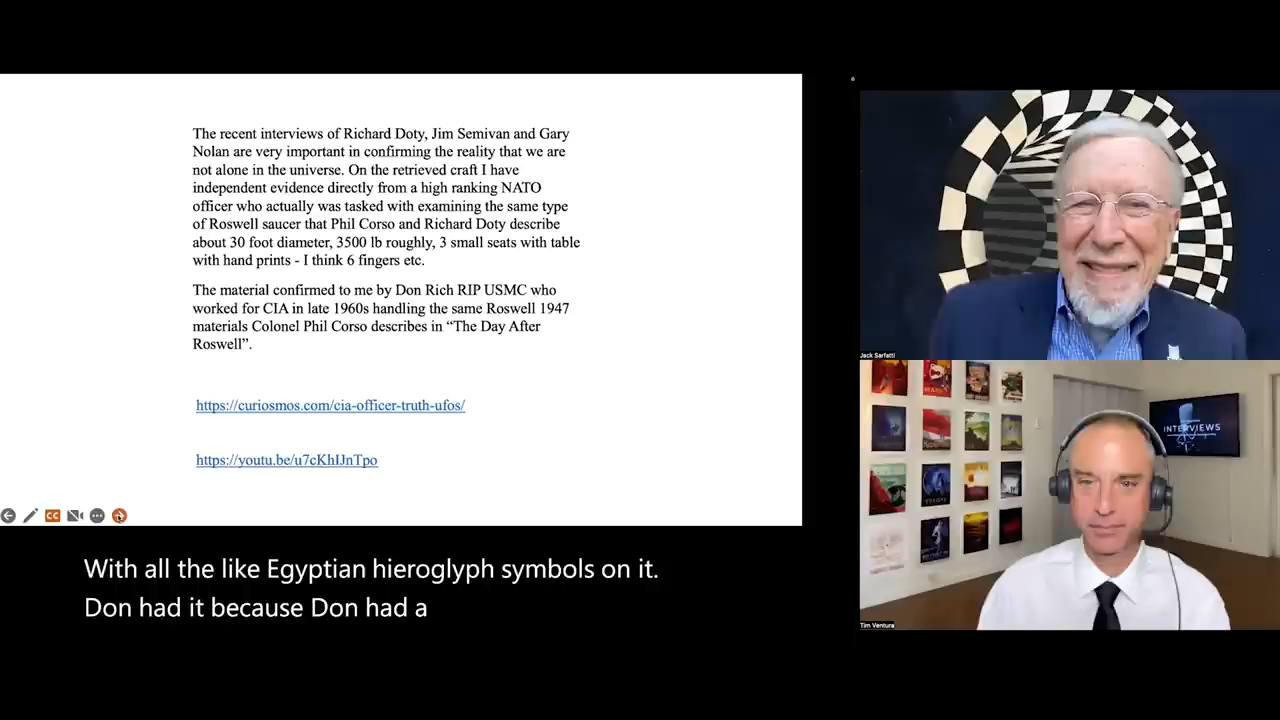 The recent interviews of Richard Doty, Jim Semivan and Gary
Nolan are very important in confirming the reality that we are
not alone in the universe. On the retrieved craft I have
independent evidence directly from a high ranking NATO
officer who actually was tasked with examining the same type
of Roswell saucer that Phil Corso and Richard Doty describe
about 30 foot diameter, 3500 lb roughly, 3 small seats with table
with hand prints - I think 6 fingers etc.
The material confirmed to me by Don Rich RIP USMC who
worked for CIA in late 1960s handling the same Roswell 1947
materials Colonel Phil Corso describes in “The Day After
Roswell”.
https://curiosmos.com/cia-officer-truth-ufos/
https://youtu.be/u7cKhIJnTpo
CC
With all the like Egyptian hieroglyph symbols on it.
Don had it because Don had a
Jack Sarfatti
INTERVIEWS
Tim Ventura